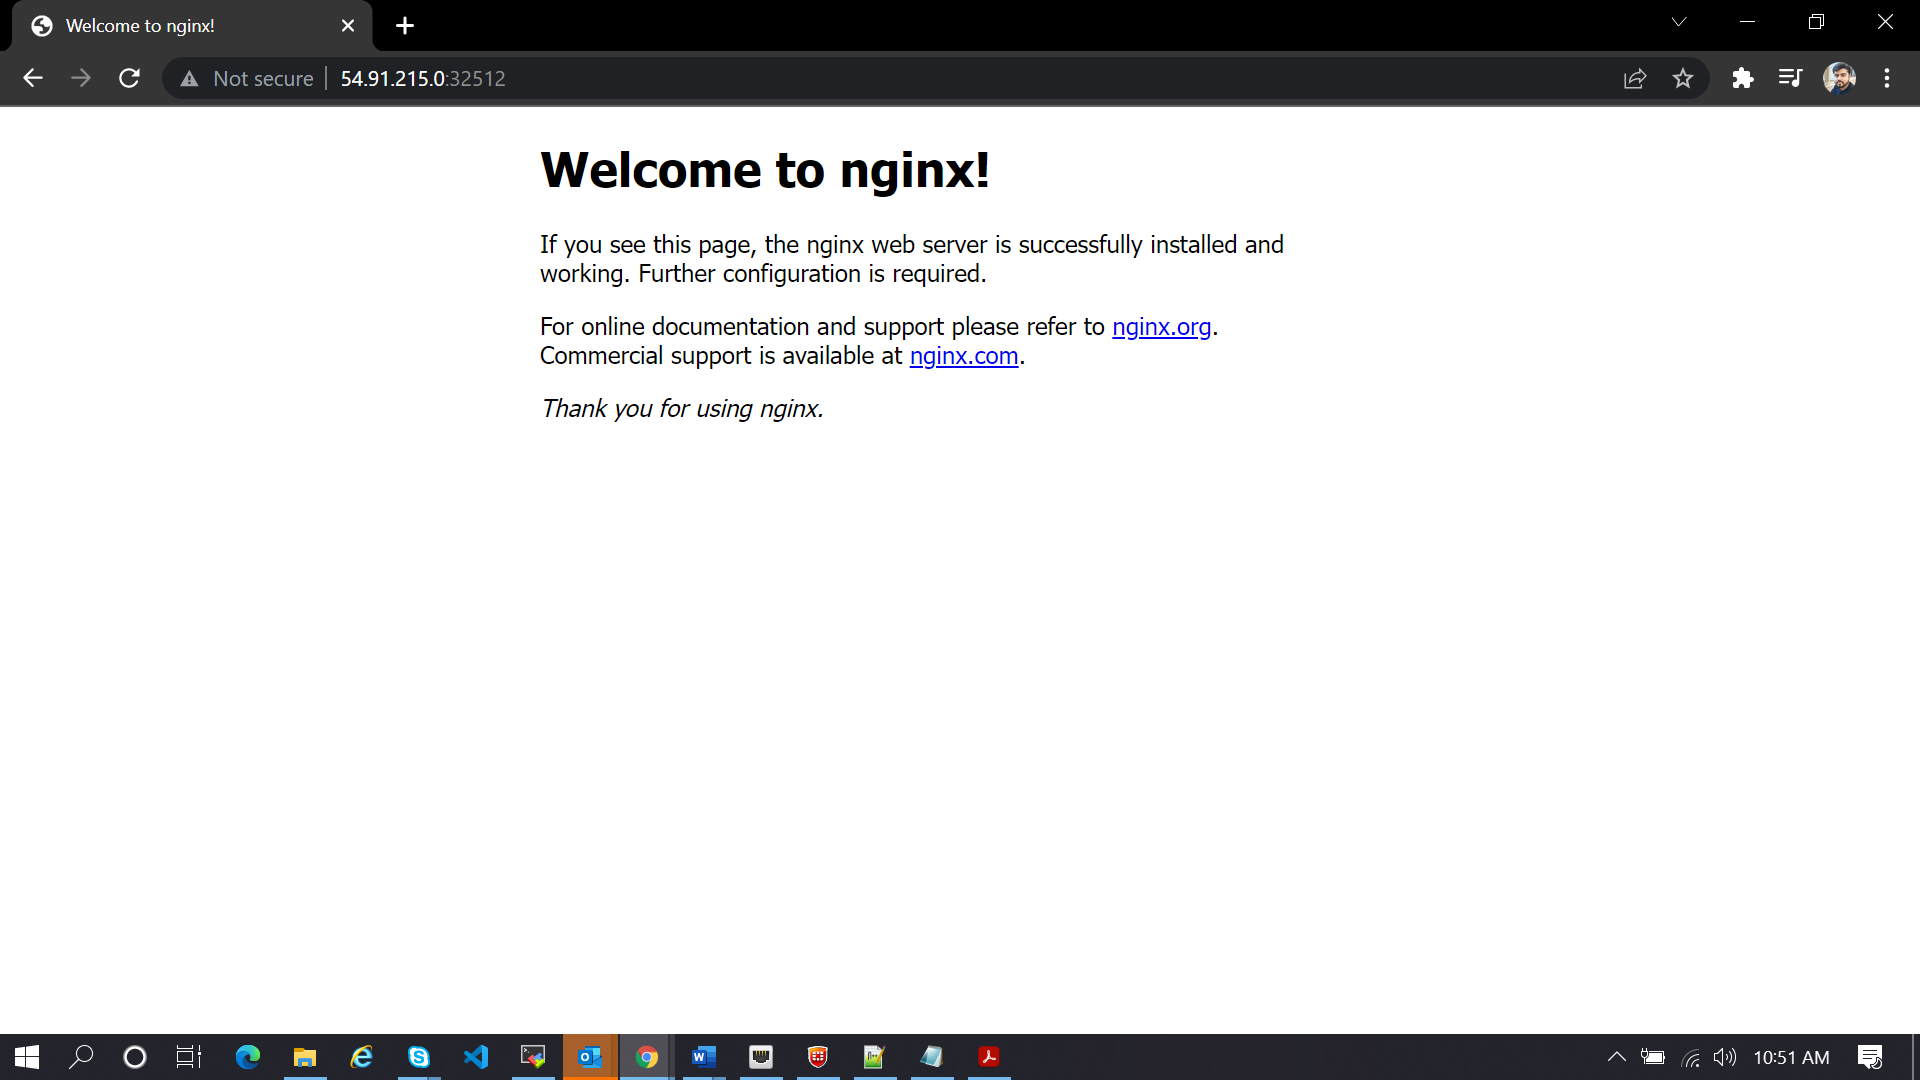 Welcome to nginx!
Not secure
54.91.215.0:32512
Welcome to nginx!
If you see this page, the nginx web server is successfully installed and
working. Further configuration is required.
For online documentation and support please refer to nginx.org.
Commercial support is available at nginx.com.
Thank you for using nginx.
10:51 AM